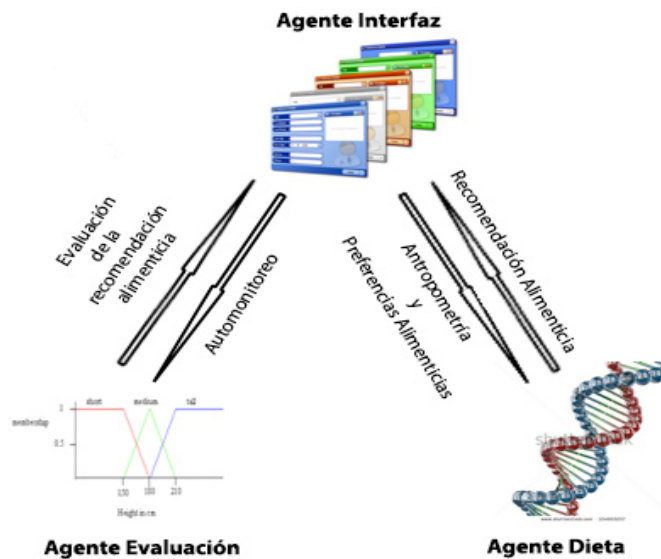 Agente Interfaz
Evaluación
de la
recomendación
alimenticia
Automonitoreo
Recomendación Alimenticia
Antropometría
y
Preferencias Alimenticias
short
medium
tall
membership
1
0.5
150
180
210
Height in cm
Agente Evaluación
Agente Dieta